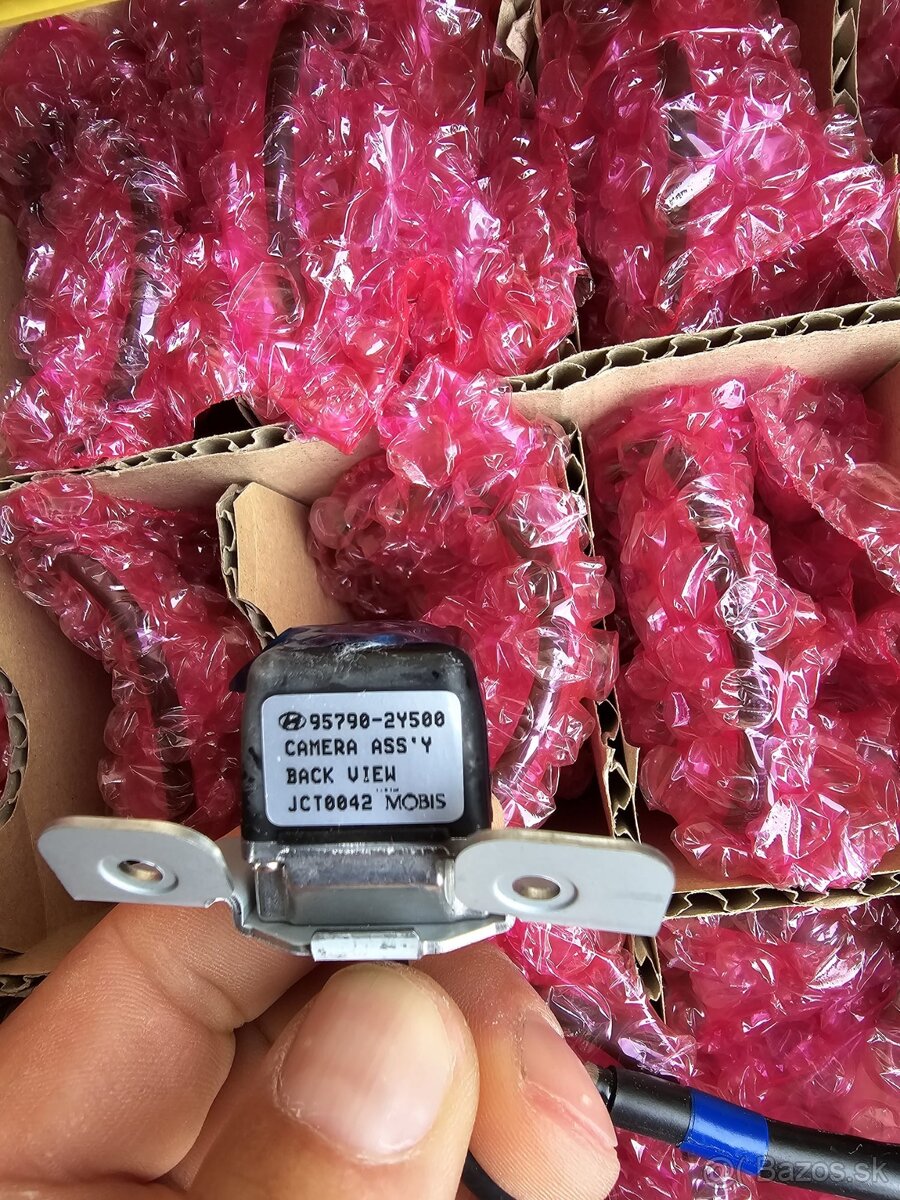 95790-2Y500
CAMERA ASS'Y
BACK VIEW
JCT0042 MOBIS
Bazos.sk